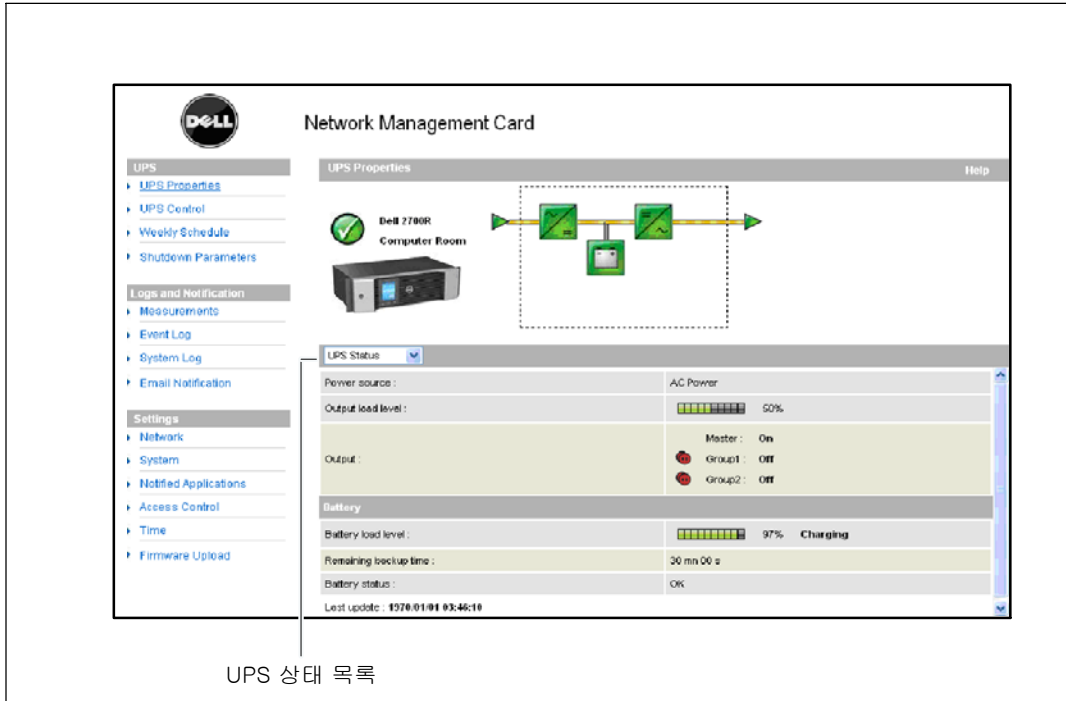 DELL
Network Management Card
UPS
UPS Properties
UPS Control
Weekly Schedule
Shutdown Parameters
Logs and Notification
Measurements
Event Log
System Log
Email Notification
Settings
Network
System
Notified Applications
Access Control
Time
Firmware Upload
UPS Properties Help
Dell 2700R
Computer Room
UPS Status
Power source : AC Power
Output load level : 50%
Output :
Master : On
Group1 : Off
Group2 : Off
Battery
Battery load level : 97% Charging
Remaining backup time : 30 mn 00 s
Battery status : OK
Last update : 1970/01/01 03:46:10
UPS 상태 목록